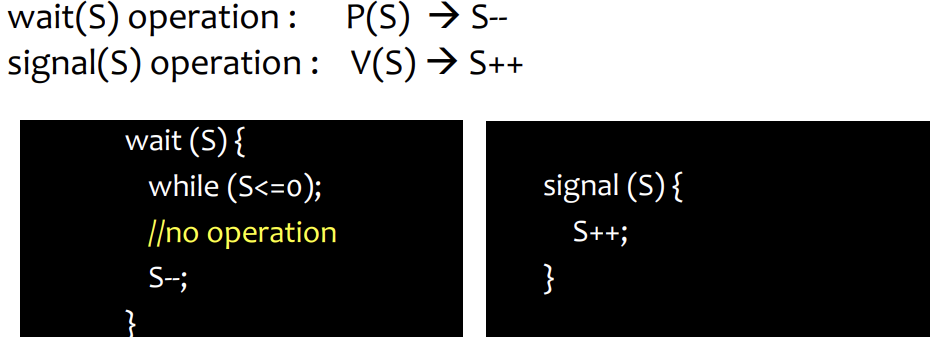 wait(S) operation :  P(S) → S--
signal(S) operation :  V(S) → S++
wait (S) {
while (S<=0);
//no operation
S--;
}
signal (S) {
S++;
}